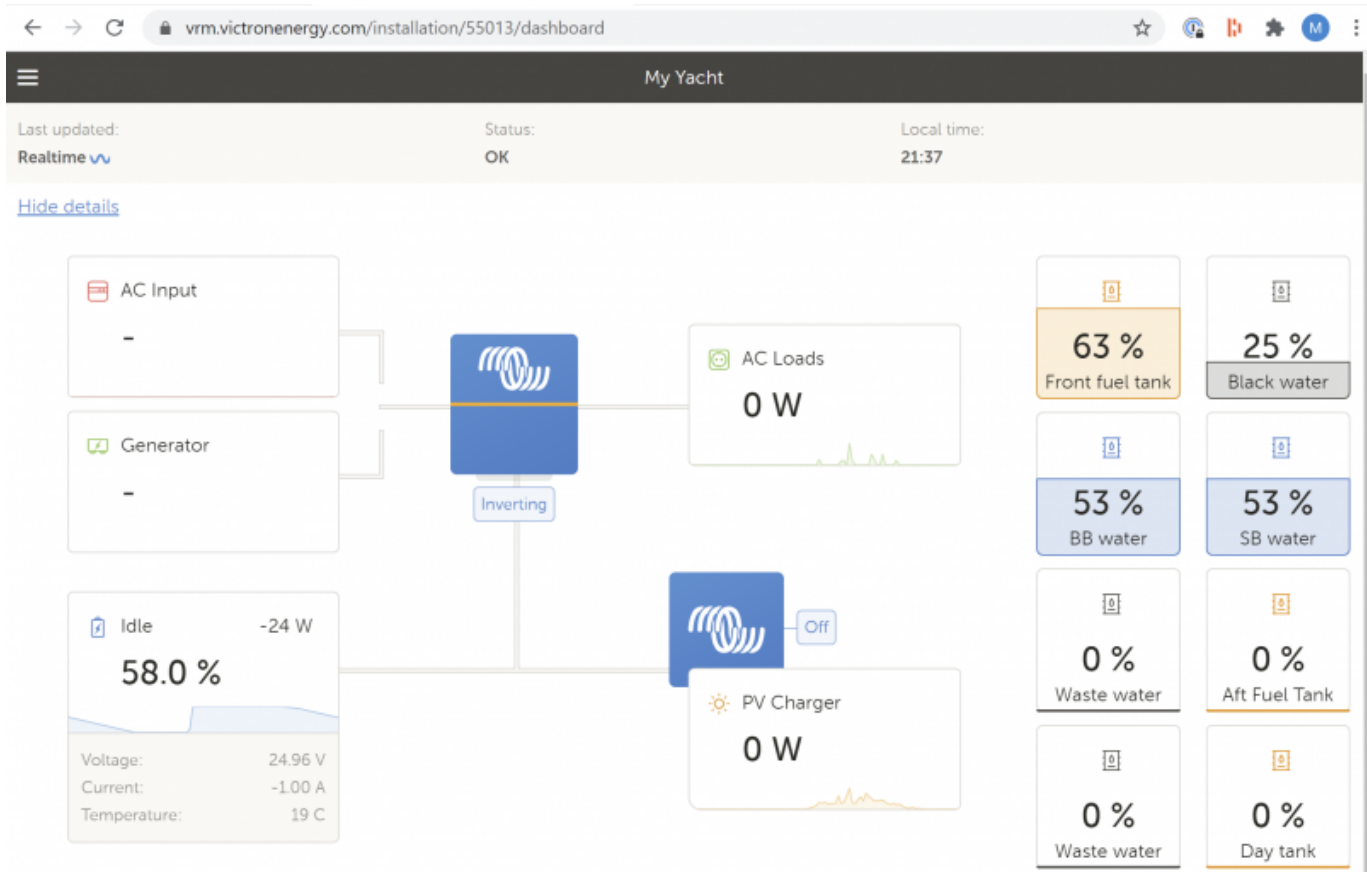 vrm.victronenergy.com/installation/55013/dashboard
M
My Yacht
Last updated:
Realtime
Status:
OK
Local time:
21:37
Hide details
AC Input
-
Generator
-
Idle -24 W
58.0 %
Voltage: 24.96 V
Current: -1.00 A
Temperature: 19 C
Inverting
AC Loads
0 W
Off
PV Charger
0 W
63 %
Front fuel tank
25 %
Black water
53 %
BB water
53 %
SB water
0 %
Waste water
0 %
Aft Fuel Tank
0 %
Waste water
0 %
Day tank